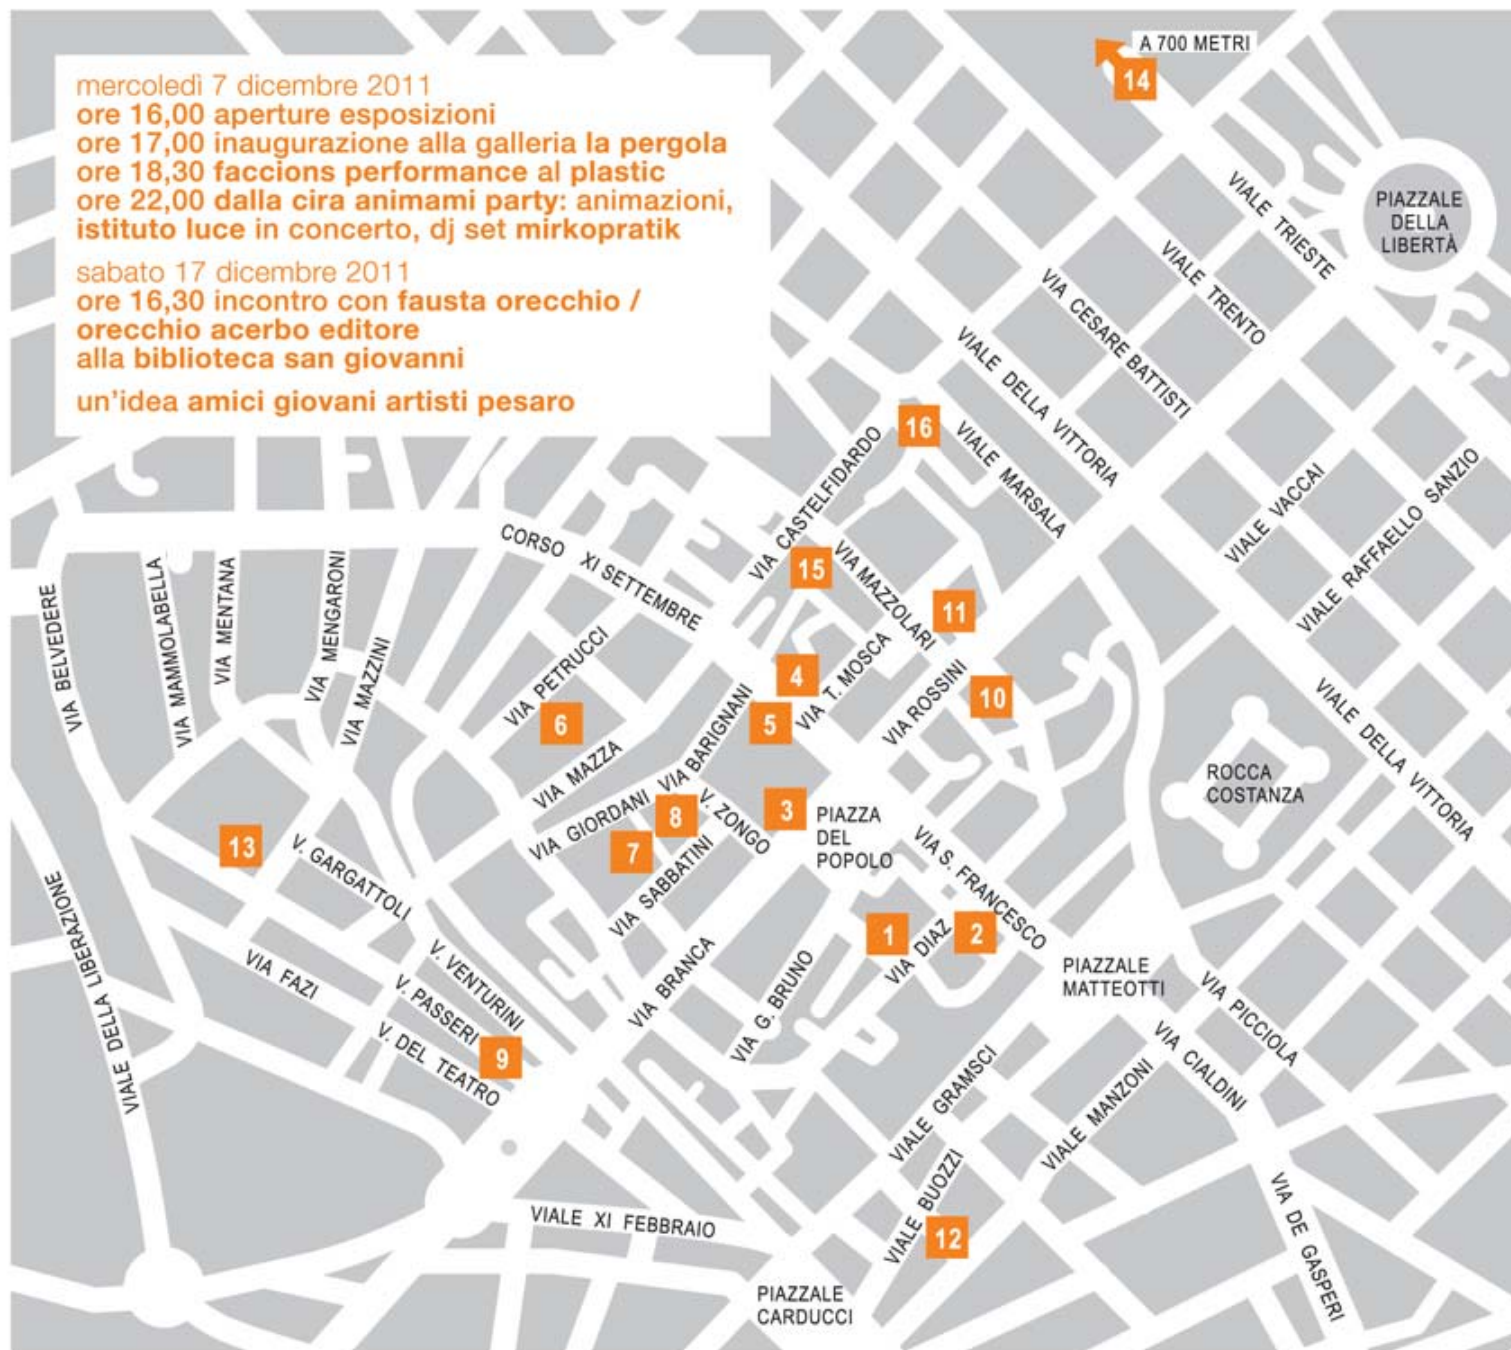 mercoledì 7 dicembre 2011
ore 16,00 aperture esposizioni
ore 17,00 inaugurazione alla galleria la pergola
ore 18,30 faccions performance al plastic
ore 22,00 dalla cira animami party: animazioni,
istituto luce in concerto, dj set mirkopratik
sabato 17 dicembre 2011
ore 16,30 incontro con fausta orecchio /
orecchio acerbo editore
alla biblioteca san giovanni
un'idea amici giovani artisti pesaro
A 700 METRI
14
VIALE TRIESTE
PIAZZALE
DELLA
LIBERTÀ
VIALE TRENTO
VIA CESARE BATTISTI
VIALE DELLA VITTORIA
16
VIALE MARSALA
VIA CASTELFIDARDO
VIALE VACCAI
VIALE RAFFAELLO SANZIO
CORSO XI SETTEMBRE
15
VIA MAZZOLARI
11
VIA BELVEDERE
VIA MAMMOLABELLA
VIA MENTANA
VIA MENGARONI
VIA MAZZINI
VIA PETRUCCI
6
4
VIA T. MOSCA
VIA ROSSINI
10
5
VIA BARIGNANI
VIA MAZZA
VIALE DELLA VITTORIA
ROCCA
COSTANZA
VIA GIORDANI
8
V. ZONGO
3
PIAZZA
DEL
POPOLO
13
V. GARGATTOLI
7
VIA SABBATINI
VIA S. FRANCESCO
1
VIA DIAZ
2
VIALE DELLA LIBERAZIONE
VIA FAZI
V. VENTURINI
V. PASSERI
V. DEL TEATRO
9
VIA BRANCA
VIA G. BRUNO
PIAZZALE
MATTEOTTI
VIA PICCIOLA
VIA CIALDINI
VIALE GRAMSCI
VIALE MANZONI
VIALE BUOZZI
12
VIALE XI FEBBRAIO
VIA DE GASPERI
PIAZZALE
CARDUCCI